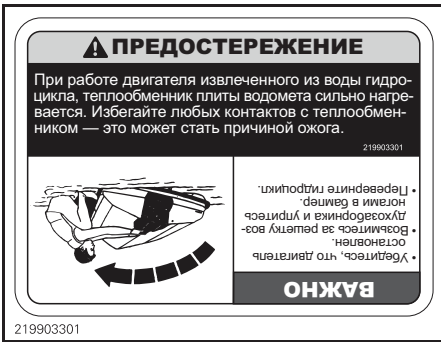 ПРЕДОСТЕРЕЖЕНИЕ
При работе двигателя извлеченного из воды гидро-
цикла, теплообменник плиты водомета сильно нагре-
вается. Избегайте любых контактов с теплообмен-
ником — это может стать причиной ожога.
219903301
ВАЖНО
• Убедитесь, что двигатель
остановлен.
• Возьмитесь за решетку воз-
духозаборника и упритесь
ногами в бампер.
• Переверните гидроцикл.
219903301